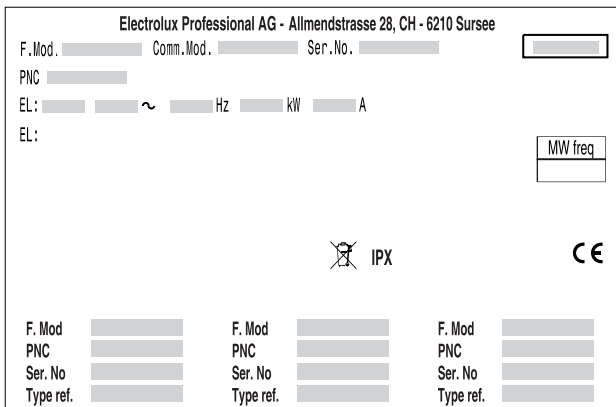 Electrolux Professional AG - Allmendstrasse 28, CH - 6210 Sursee
F.Mod. Comm.Mod. Ser.No.
PNC
EL: ~ Hz kW A
EL:
MW freq
IPX CE
F. Mod F. Mod F. Mod
PNC PNC PNC
Ser. No Ser. No Ser. No
Type ref. Type ref. Type ref.